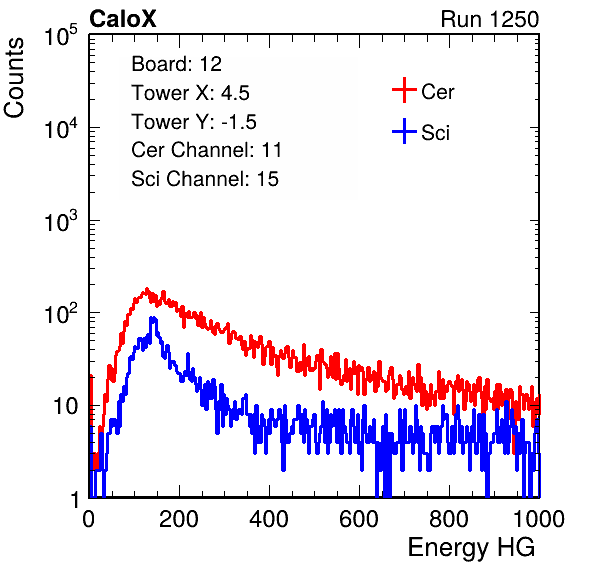 CaloX Run 1250
Counts
Board: 12
Tower X: 4.5
Tower Y: -1.5
Cer Channel: 11
Sci Channel: 15
Cer
Sci
10^5
10^4
10^3
10^2
10
1
0 200 400 600 800 1000
Energy HG